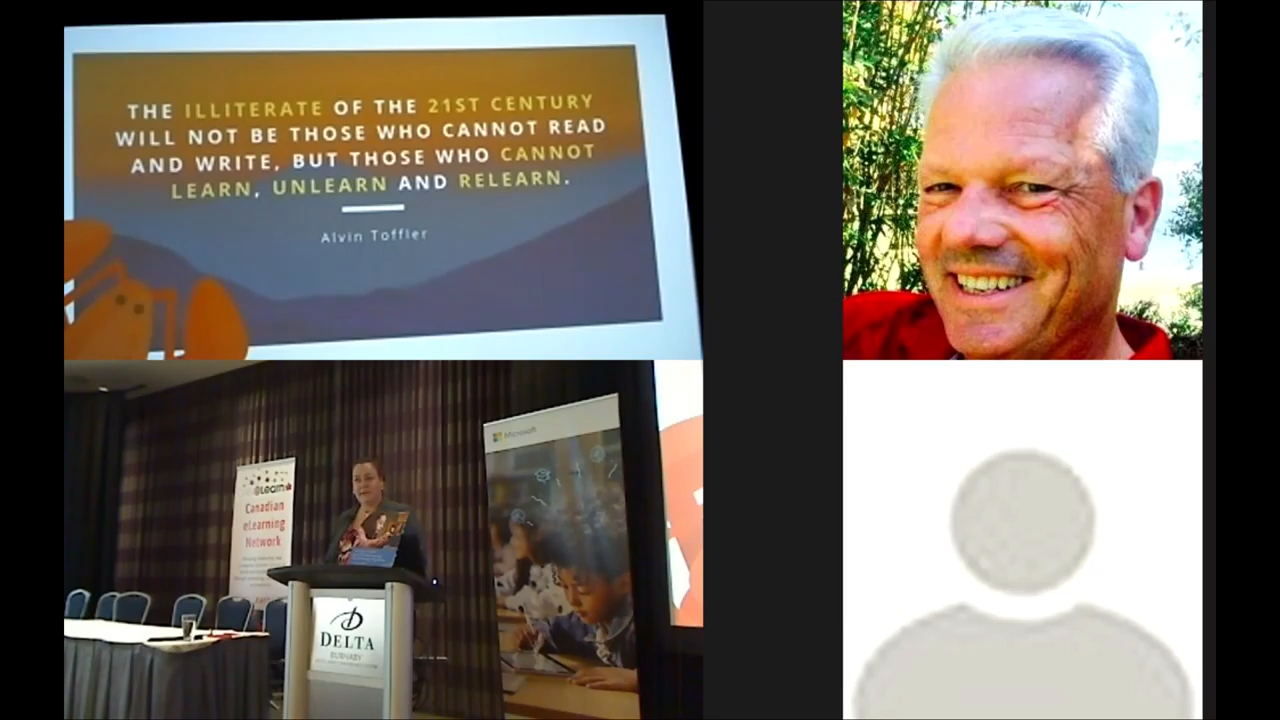 THE ILLITERATE OF THE 21ST CENTURY
WILL NOT BE THOSE WHO CANNOT READ
AND WRITE, BUT THOSE WHO CANNOT
LEARN, UNLEARN AND RELEARN.
Alvin Toffler
Microsoft
Canadian
eLearning
Network
DELTA
BURNABY